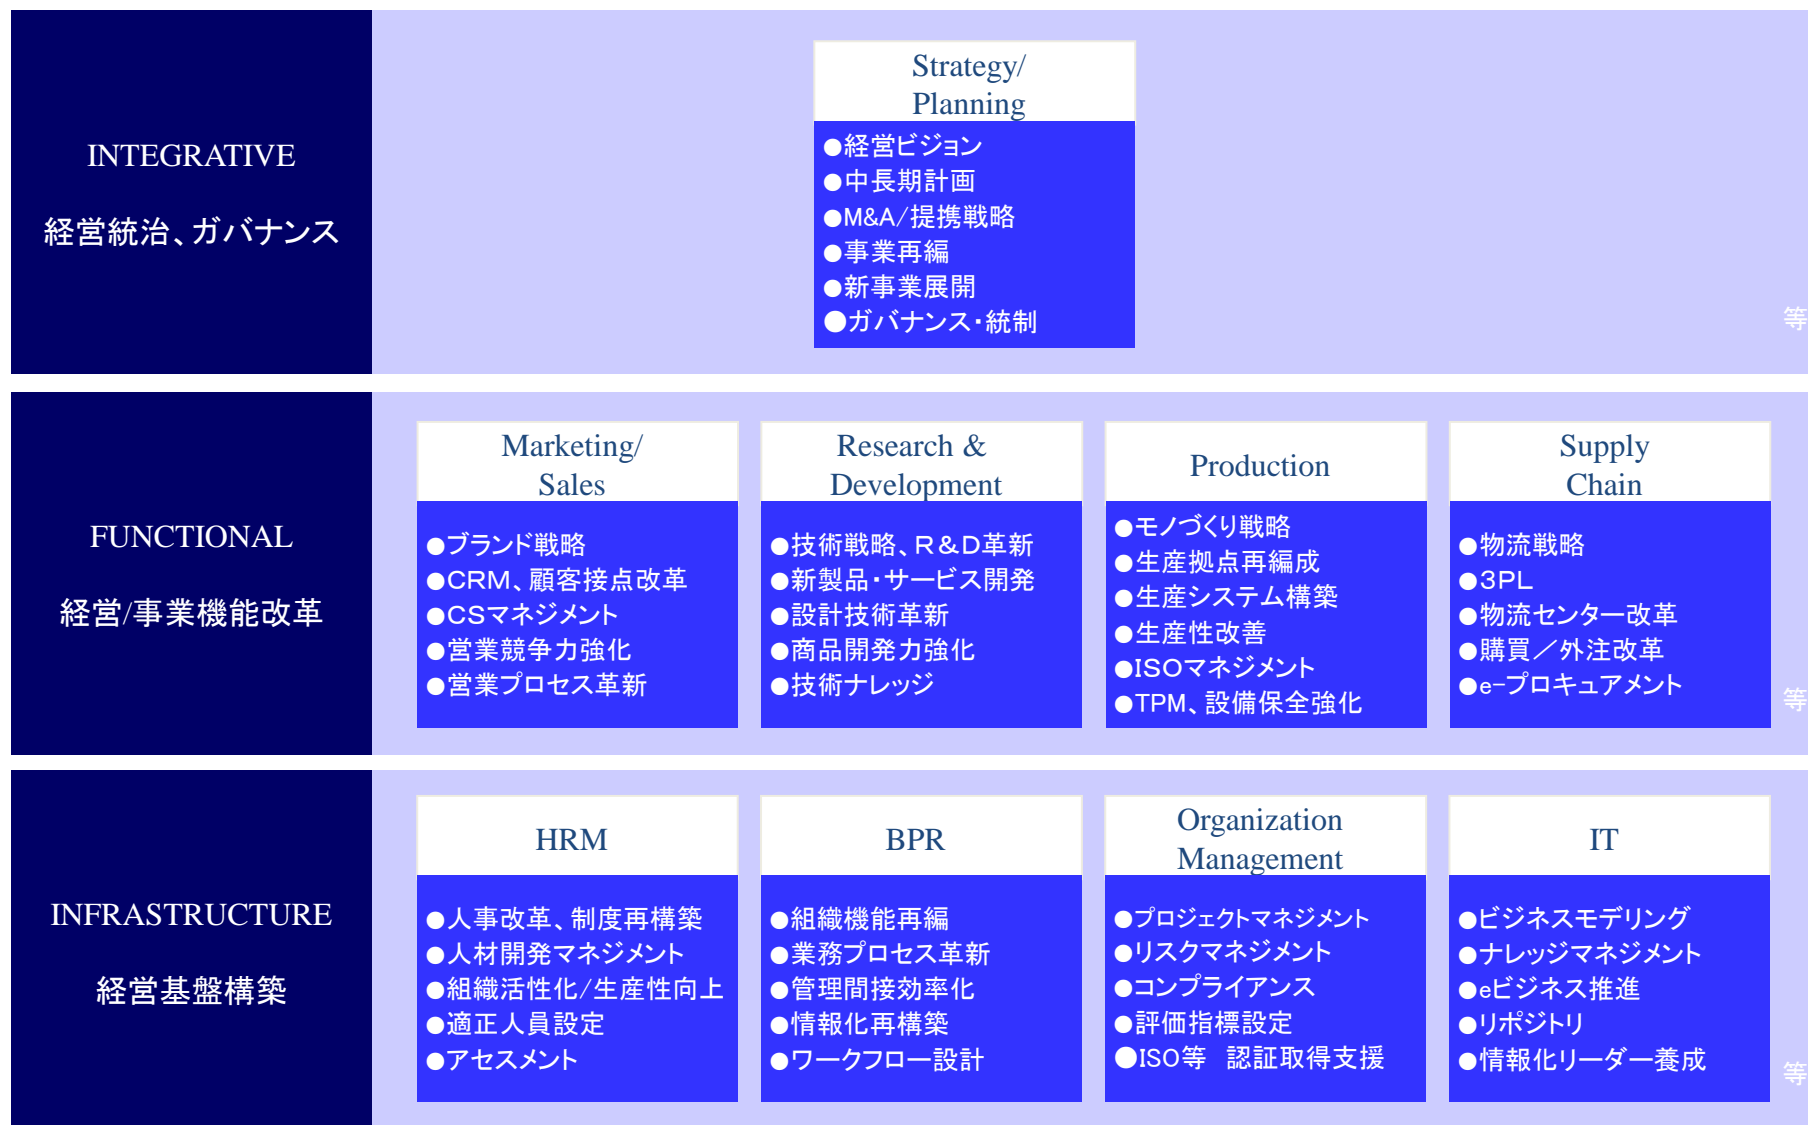 INTEGRATIVE
経営統治、ガバナンス
Strategy/
Planning
●経営ビジョン
●中長期計画
●M&A/提携戦略
●事業再編
●新事業展開
●ガバナンス・統制
等
FUNCTIONAL
経営/事業機能改革
Marketing/
Sales
●ブランド戦略
●CRM、顧客接点改革
●CSマネジメント
●営業競争力強化
●営業プロセス革新
Research &
Development
●技術戦略、R&D革新
●新製品・サービス開発
●設計技術革新
●商品開発力強化
●技術ナレッジ
Production
●モノづくり戦略
●生産拠点再編成
●生産システム構築
●生産性改善
●ISOマネジメント
●TPM、設備保全強化
Supply
Chain
●物流戦略
●3PL
●物流センター改革
●購買/外注改革
●e-プロキュアメント
等
INFRASTRUCTURE
経営基盤構築
HRM
●人事改革、制度再構築
●人材開発マネジメント
●組織活性化/生産性向上
●適正人員設定
●アセスメント
BPR
●組織機能再編
●業務プロセス革新
●管理間接効率化
●情報化再構築
●ワークフロー設計
Organization
Management
●プロジェクトマネジメント
●リスクマネジメント
●コンプライアンス
●評価指標設定
●ISO等 認証取得支援
IT
●ビジネスモデリング
●ナレッジマネジメント
●eビジネス推進
●リポジトリ
●情報化リーダー養成
等